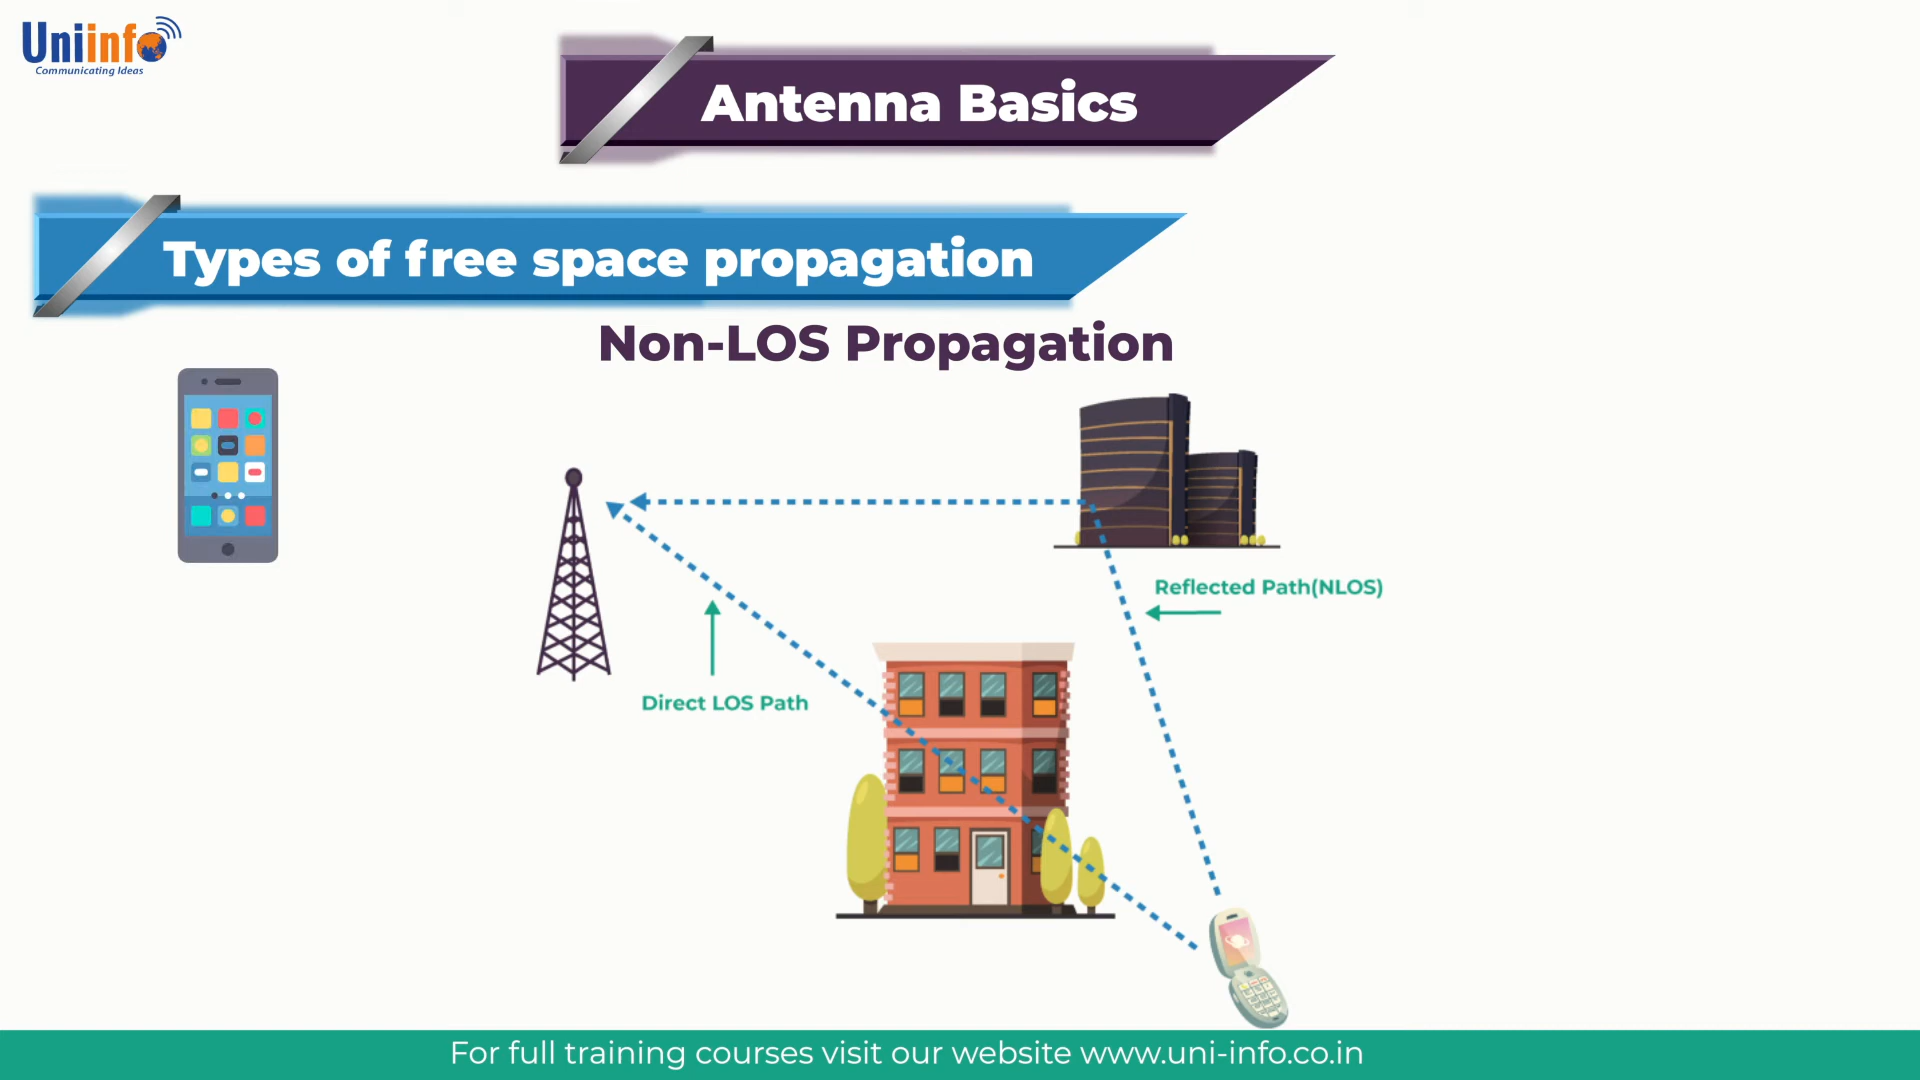 Uniinfo
Communicating Ideas
Antenna Basics
Types of free space propagation
Non-LOS Propagation
Reflected Path(NLOS)
Direct LOS Path
For full training courses visit our website www.uni-info.co.in